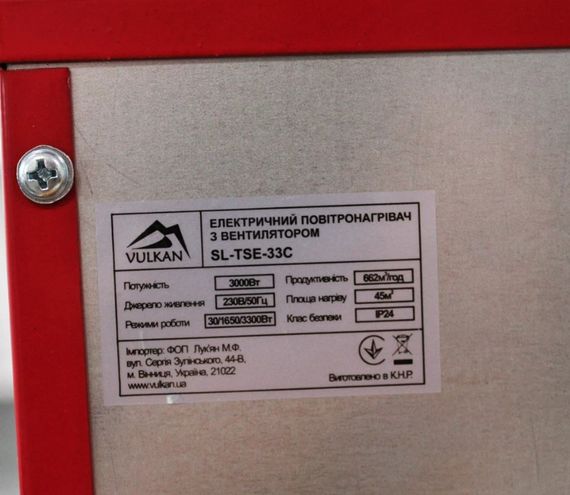 VULKAN
ЕЛЕКТРИЧНИЙ ПОВІТРОНАГРІВАЧ
З ВЕНТИЛЯТОРОМ
SL-TSE-33C
Потужність 3000Вт
Джерело живлення 230В/50Гц
Режими роботи 30/1650/3300Вт
Продуктивність 662м³/год
Площа нагріву 45м²
Клас безпеки IP24
Імпортер: ФОП Лук'ян М.Ф.
вул. Сергія Зулінського, 44-В,
м. Вінниця, Україна, 21022
www.vulkan.ua
Виготовлено в К.Н.Р.